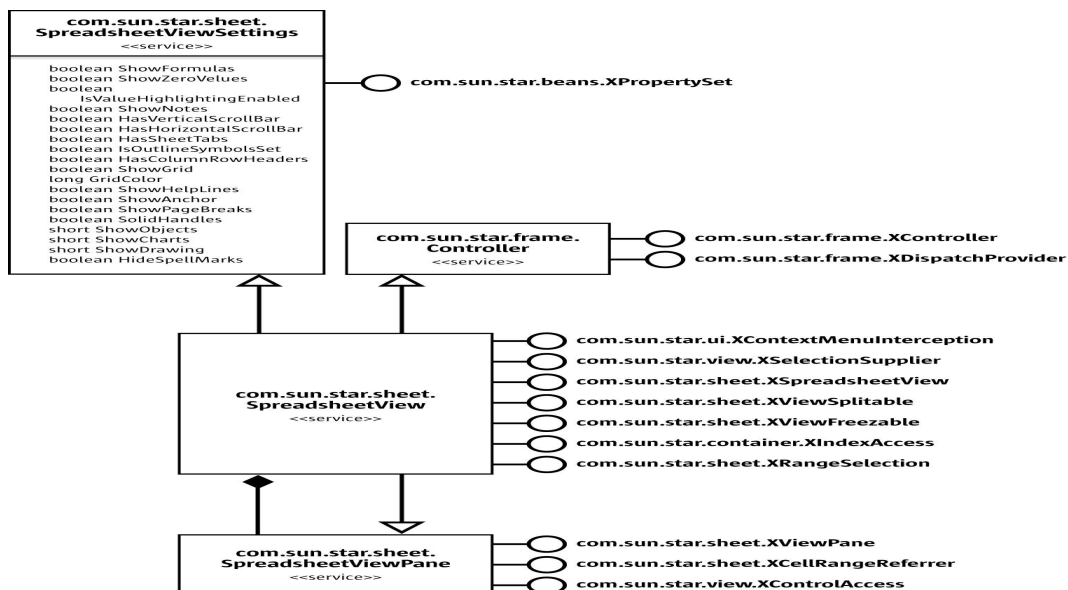 com.sun.star.sheet.
SpreadsheetViewSettings
<<service>>
boolean ShowFormulas
boolean ShowZeroVelues
boolean
IsValueHighlightingEnabled
boolean ShowNotes
boolean HasVerticalScrollBar
boolean HasHorizontalScrollBar
boolean HasSheetTabs
boolean IsOutlineSymbolsSet
boolean HasColumnRowHeaders
boolean ShowGrid
long GridColor
boolean ShowHelpLines
boolean ShowAnchor
boolean ShowPageBreaks
boolean SolidHandles
short ShowObjects
short ShowCharts
short ShowDrawing
boolean HideSpellMarks
com.sun.star.beans.XPropertySet
com.sun.star.frame.
Controller
<<service>>
com.sun.star.frame.XController
com.sun.star.frame.XDispatchProvider
com.sun.star.sheet.
SpreadsheetView
<<service>>
com.sun.star.ui.XContextMenuInterception
com.sun.star.view.XSelectionSupplier
com.sun.star.sheet.XSpreadsheetView
com.sun.star.sheet.XViewSplitable
com.sun.star.sheet.XViewFreezable
com.sun.star.container.XIndexAccess
com.sun.star.sheet.XRangeSelection
com.sun.star.sheet.
SpreadsheetViewPane
<<service>>
com.sun.star.sheet.XViewPane
com.sun.star.sheet.XCellRangeReferrer
com.sun.star.view.XControlAccess